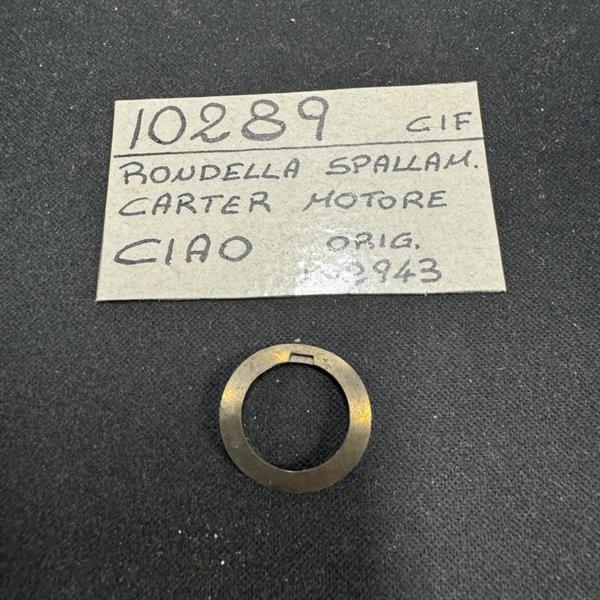 10289 GIF
RONDELLA SPALLAM.
CARTER MOTORE
CIAO ORIG.